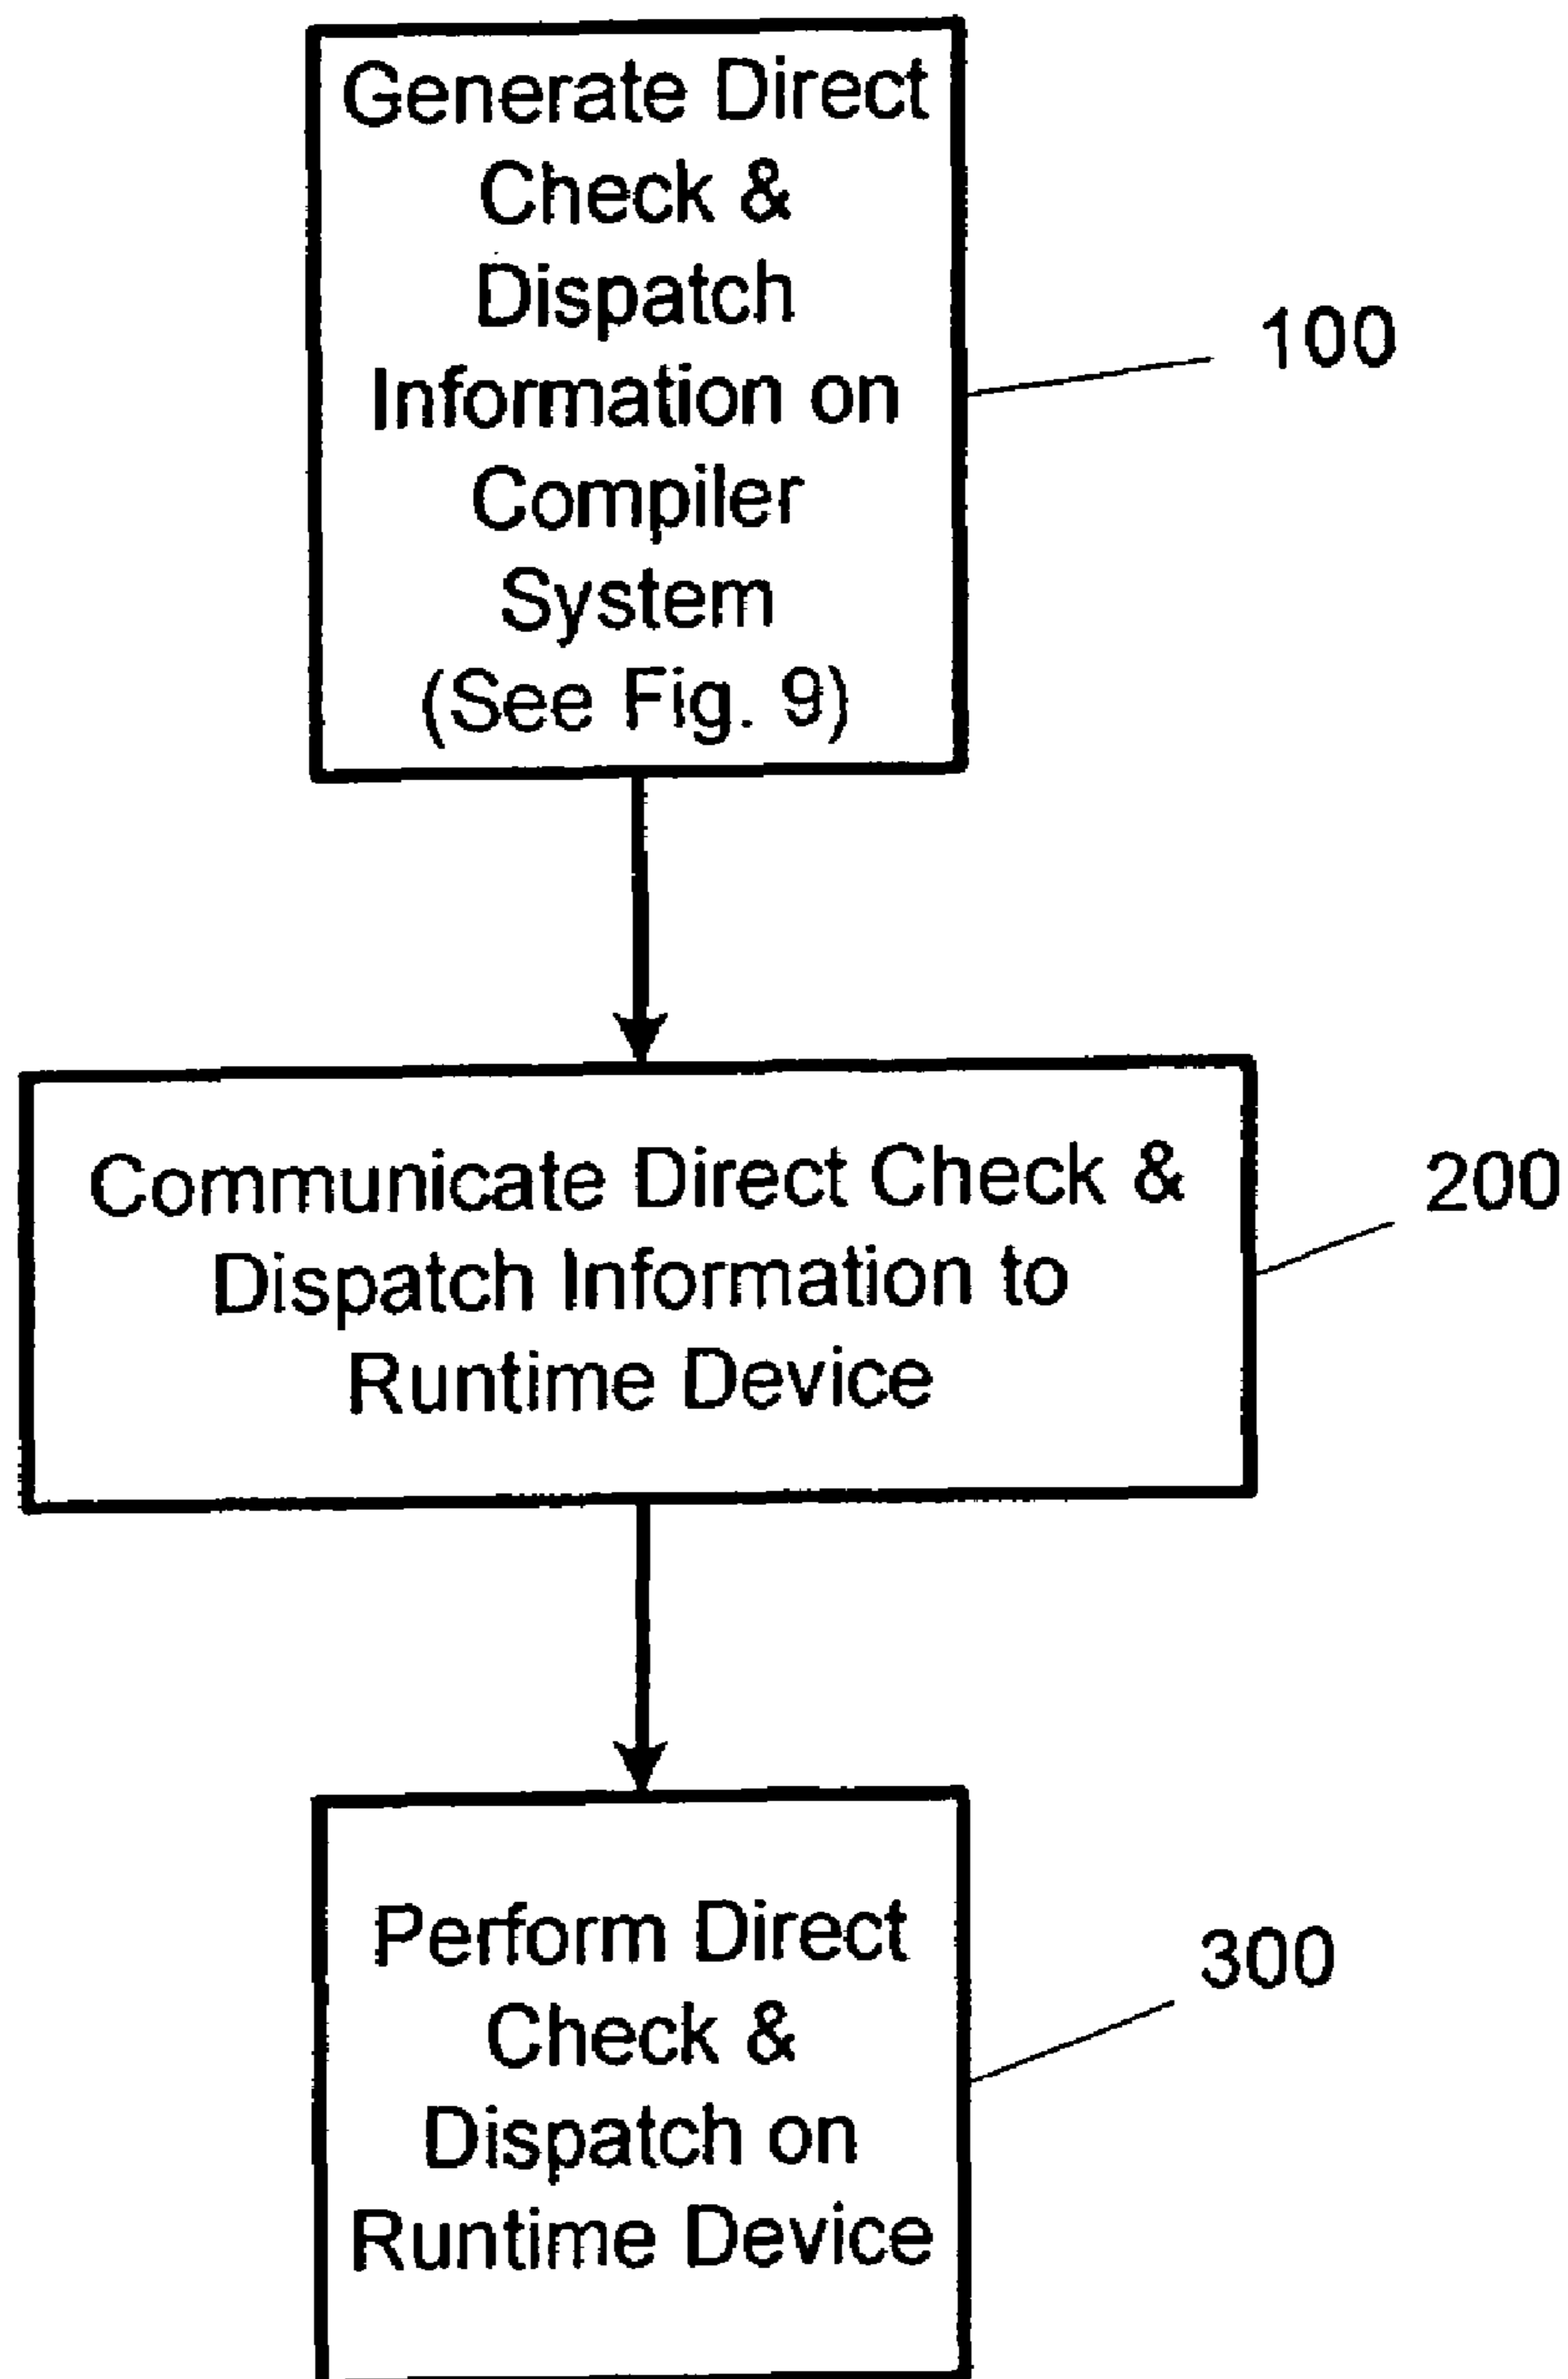 Generate Direct
Check &
Dispatch
Information on
Compiler
System
(See Fig. 9)
100
Communicate Direct Check &
Dispatch Information to
Runtime Device
200
Perform Direct
Check &
Dispatch on
Runtime Device
300